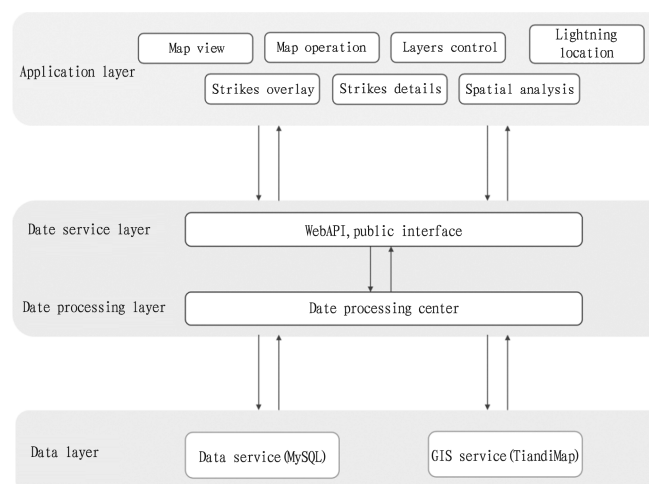 Map view
Map operation
Layers control
Lightning
location
Application layer
Strikes overlay
Strikes details
Spatial analysis
Date service layer
WebAPI,public interface
Date processing layer
Date processing center
Data layer
Data service(MySQL)
GIS service(TiandiMap)